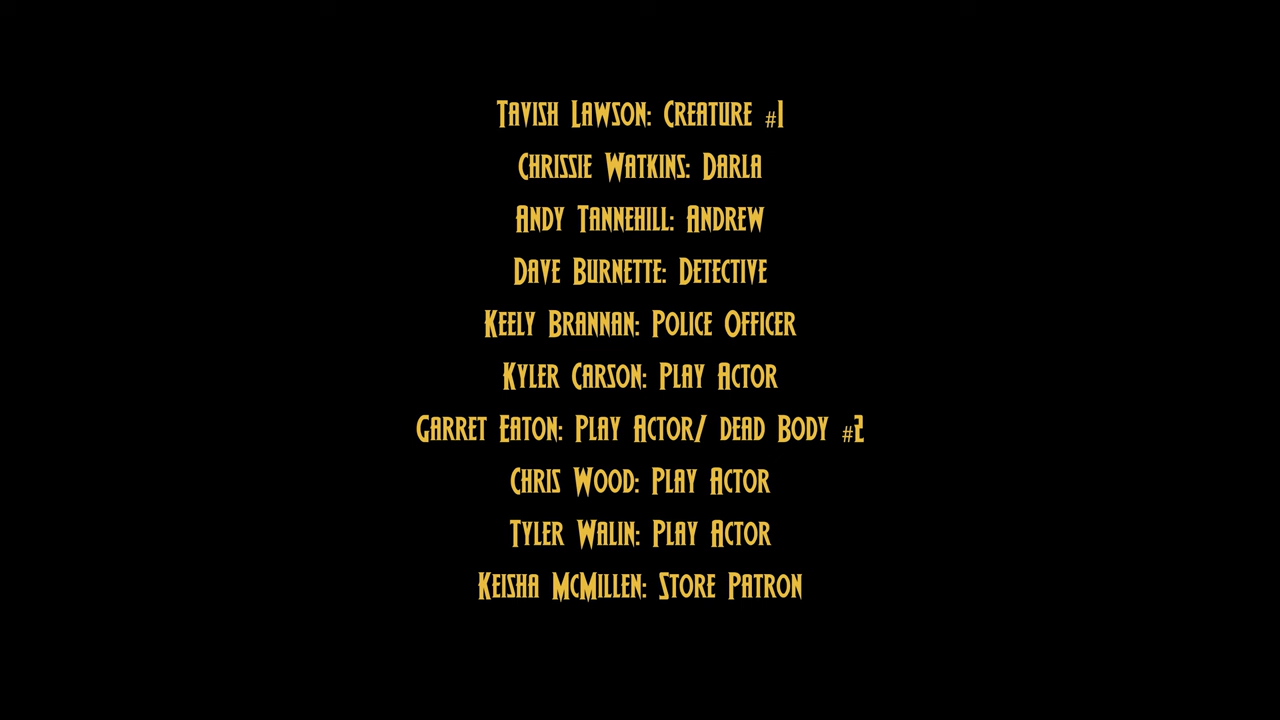 Tavish Lawson: Creature #1
Chrissie Watkins: Darla
Andy Tannehill: Andrew
Dave Burnette: Detective
Keely Brannan: Police Officer
Kyler Carson: Play Actor
Garret Eaton: Play Actor/ dead Body #2
Chris Wood: Play Actor
Tyler Walin: Play Actor
Keisha McMillen: Store Patron